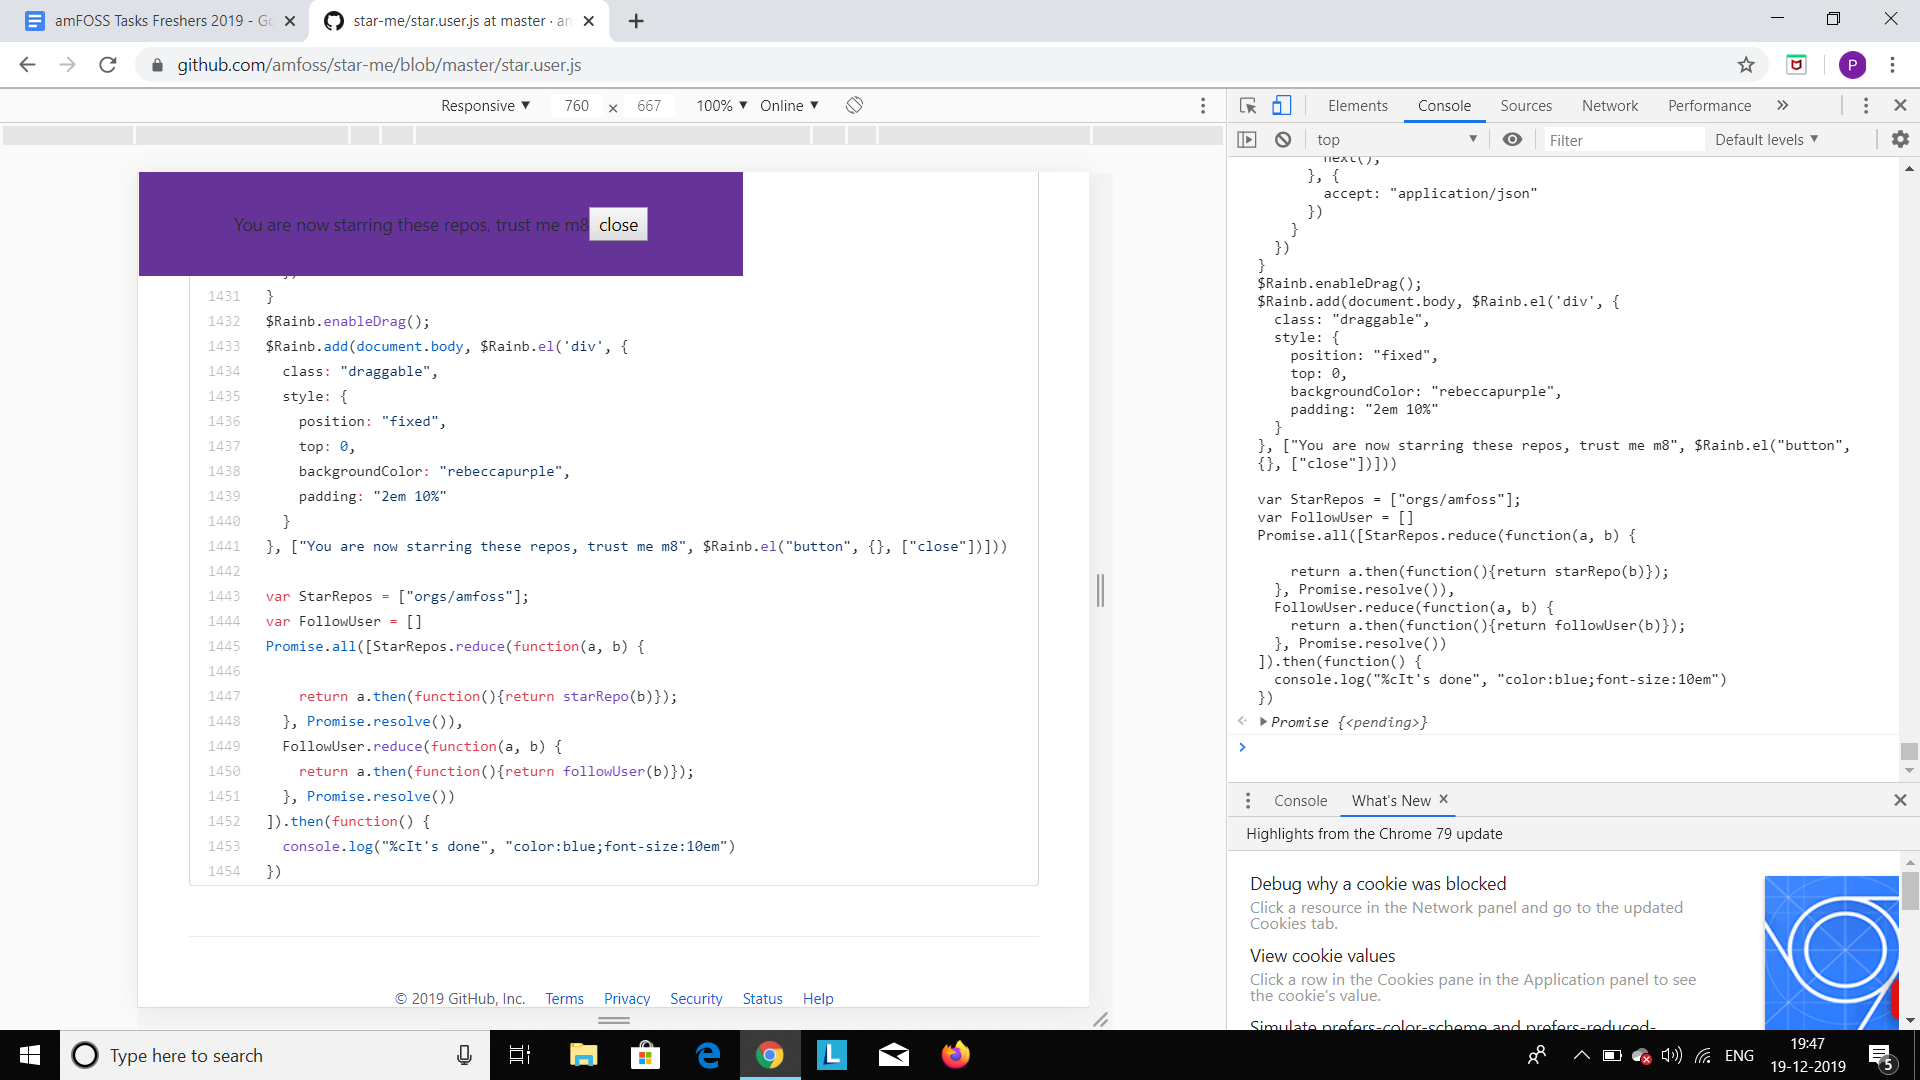 amFOSS Tasks Freshers 2019 - Go
star-me/star.user.js at master · am
github.com/amfoss/star-me/blob/master/star.user.js
P
Responsive ▼ 760 × 667 100% ▼ Online ▼
You are now starring these repos, trust me m8 close
1431 }
1432 $Rainb.enableDrag();
1433 $Rainb.add(document.body, $Rainb.el('div', {
1434 class: "draggable",
1435 style: {
1436 position: "fixed",
1437 top: 0,
1438 backgroundColor: "rebeccapurple",
1439 padding: "2em 10%"
1440 }
1441 }, ["You are now starring these repos, trust me m8", $Rainb.el("button", {}, ["close"])]))
1442
1443 var StarRepos = ["orgs/amfoss"];
1444 var FollowUser = []
1445 Promise.all([StarRepos.reduce(function(a, b) {
1446
1447 return a.then(function(){return starRepo(b)});
1448 }, Promise.resolve()),
1449 FollowUser.reduce(function(a, b) {
1450 return a.then(function(){return followUser(b)});
1451 }, Promise.resolve())
1452 ]).then(function() {
1453 console.log("%cIt's done", "color:blue;font-size:10em")
1454 })
© 2019 GitHub, Inc. Terms Privacy Security Status Help
Elements Console Sources Network Performance »
top ▼ Filter Default levels ▼
next();
}, {
accept: "application/json"
})
}
})
}
$Rainb.enableDrag();
$Rainb.add(document.body, $Rainb.el('div', {
class: "draggable",
style: {
position: "fixed",
top: 0,
backgroundColor: "rebeccapurple",
padding: "2em 10%"
}
}, ["You are now starring these repos, trust me m8", $Rainb.el("button",
{}, ["close"])]))
var StarRepos = ["orgs/amfoss"];
var FollowUser = []
Promise.all([StarRepos.reduce(function(a, b) {
return a.then(function(){return starRepo(b)});
}, Promise.resolve()),
FollowUser.reduce(function(a, b) {
return a.then(function(){return followUser(b)});
}, Promise.resolve())
]).then(function() {
console.log("%cIt's done", "color:blue;font-size:10em")
})
Promise {<pending>}
Console What's New
Highlights from the Chrome 79 update
Debug why a cookie was blocked
Click a resource in the Network panel and go to the updated
Cookies tab.
View cookie values
Click a row in the Cookies pane in the Application panel to see
the cookie's value.
Simulate prefers-color-scheme and prefers-reduced-
Type here to search
L
ENG
19:47
19-12-2019
5